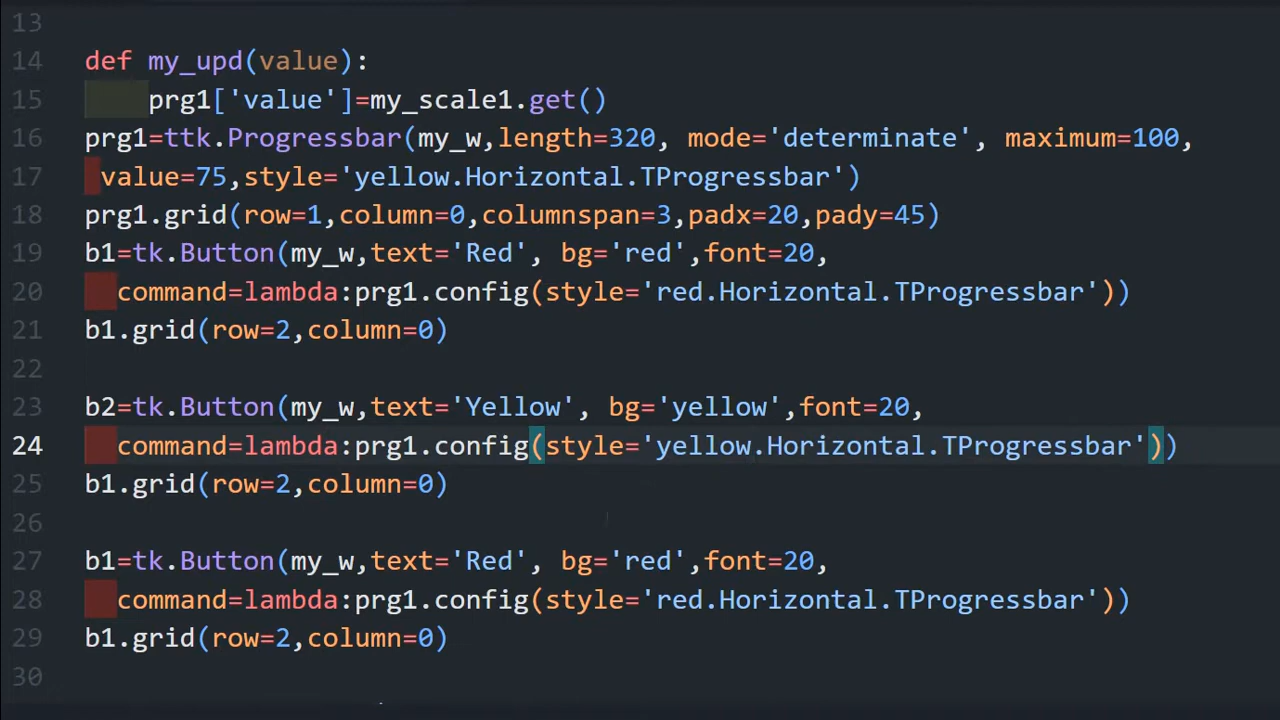 13
14 def my_upd(value):
15 prg1['value']=my_scale1.get()
16 prg1=ttk.Progressbar(my_w,length=320, mode='determinate', maximum=100,
17 value=75,style='yellow.Horizontal.TProgressbar')
18 prg1.grid(row=1,column=0,columnspan=3,padx=20,pady=45)
19 b1=tk.Button(my_w,text='Red', bg='red',font=20,
20 command=lambda:prg1.config(style='red.Horizontal.TProgressbar'))
21 b1.grid(row=2,column=0)
22
23 b2=tk.Button(my_w,text='Yellow', bg='yellow',font=20,
24 command=lambda:prg1.config(style='yellow.Horizontal.TProgressbar'))
25 b1.grid(row=2,column=0)
26
27 b1=tk.Button(my_w,text='Red', bg='red',font=20,
28 command=lambda:prg1.config(style='red.Horizontal.TProgressbar'))
29 b1.grid(row=2,column=0)
30